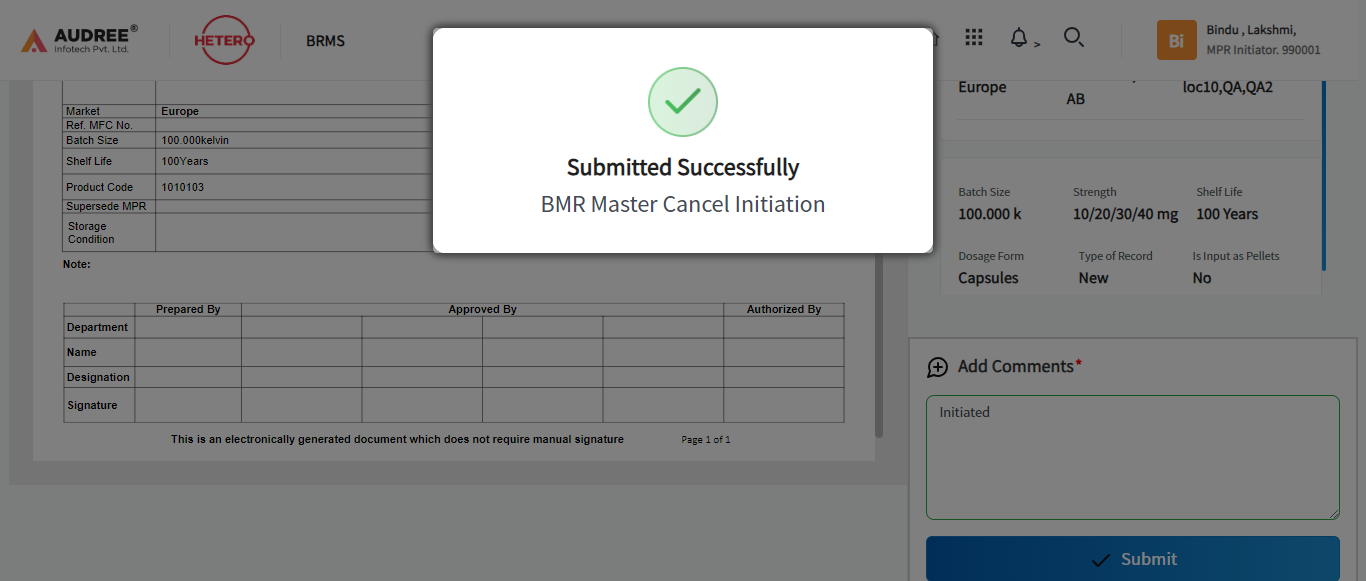 AUDREE®
Infotech Pvt. Ltd.
HETERO
BRMS
>
Bi
Bindu , Lakshmi,
MPR Initiator. 990001
Submitted Successfully
BMR Master Cancel Initiation
Market Europe
Ref. MFC No.
Batch Size 100.000kelvin
Shelf Life 100Years
Product Code 1010103
Supersede MPR
Storage
Condition
Note:
Prepared By Approved By Authorized By
Department
Name
Designation
Signature
This is an electronically generated document which does not require manual signature Page 1 of 1
Europe
AB
loc10,QA,QA2
Batch Size Strength Shelf Life
100.000 k 10/20/30/40 mg 100 Years
Dosage Form Type of Record Is Input as Pellets
Capsules New No
Add Comments*
Initiated
Submit